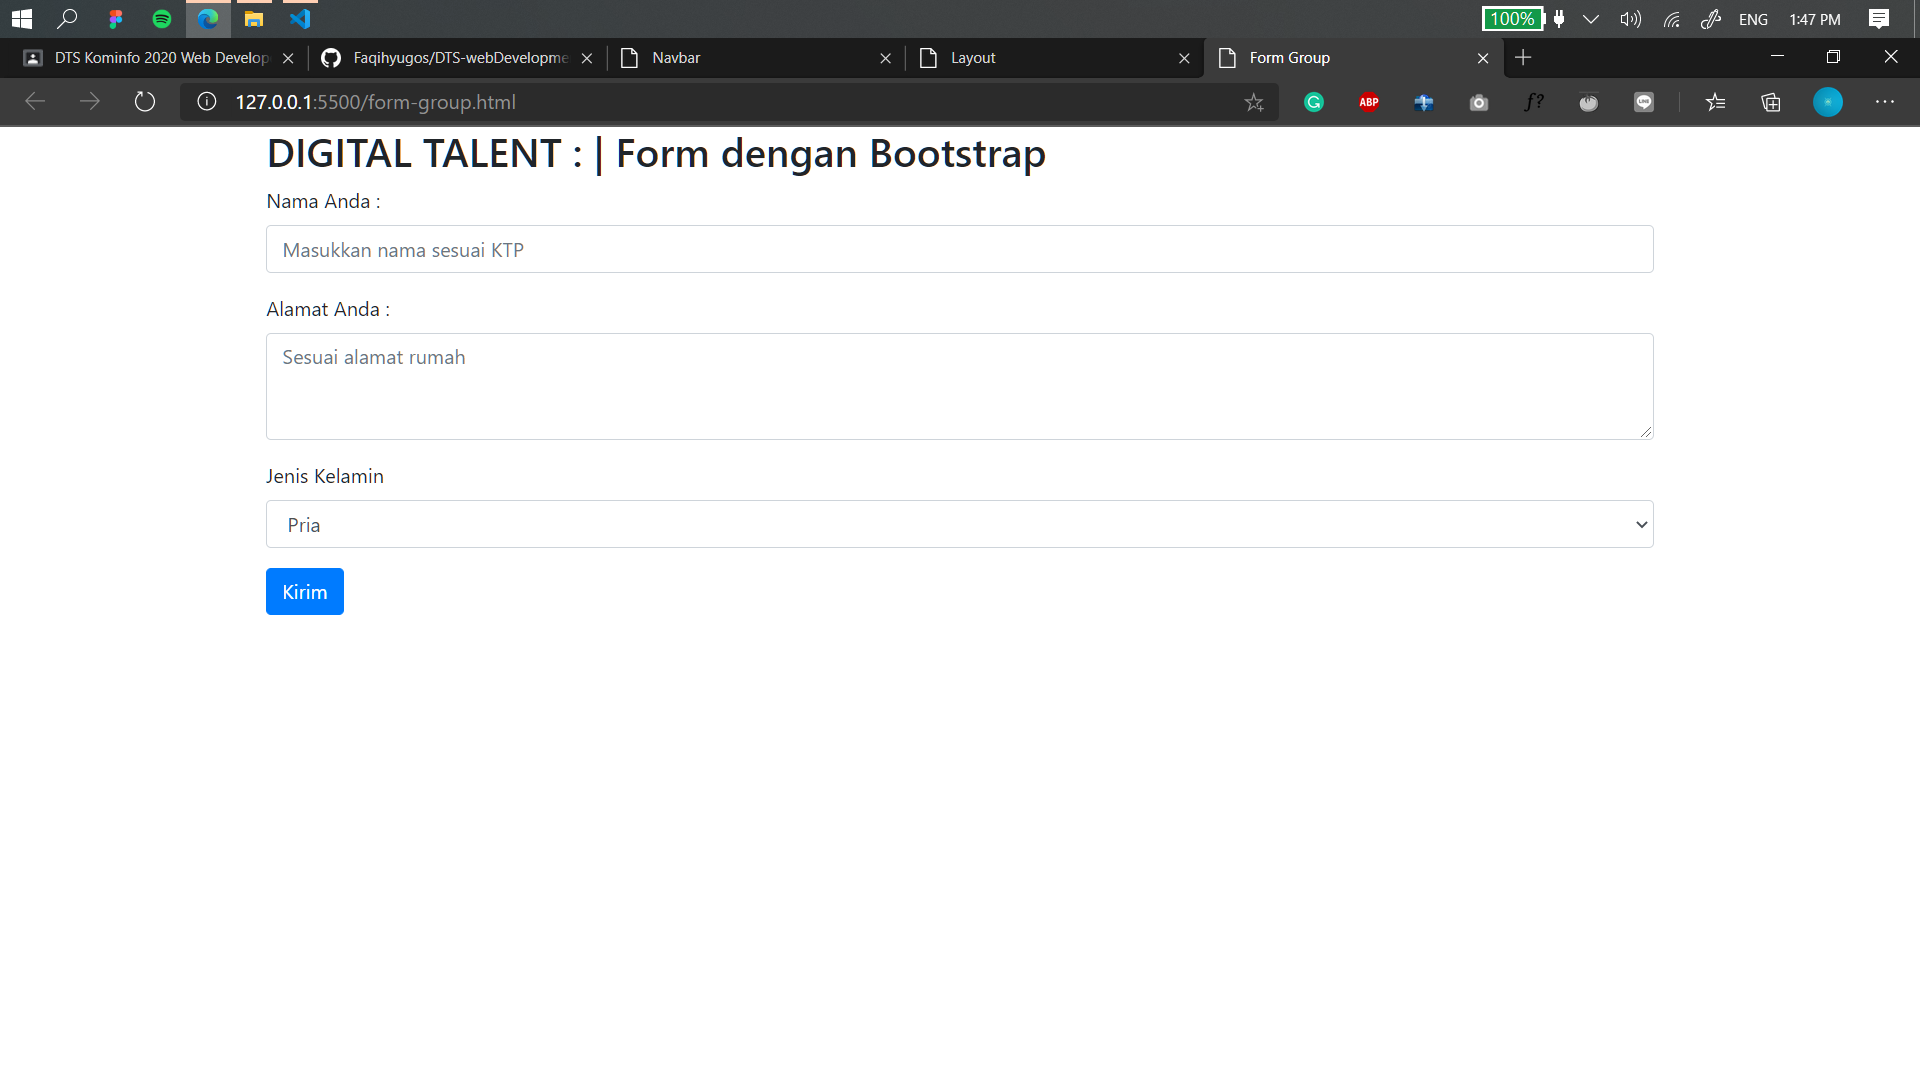 100%
ENG
1:47 PM
DTS Kominfo 2020 Web Develop
Faqihyugos/DTS-webDevelopme
Navbar
Layout
Form Group
127.0.0.1:5500/form-group.html
ABP
f?
LINE
DIGITAL TALENT : | Form dengan Bootstrap
Nama Anda :
Masukkan nama sesuai KTP
Alamat Anda :
Sesuai alamat rumah
Jenis Kelamin
Pria
Kirim